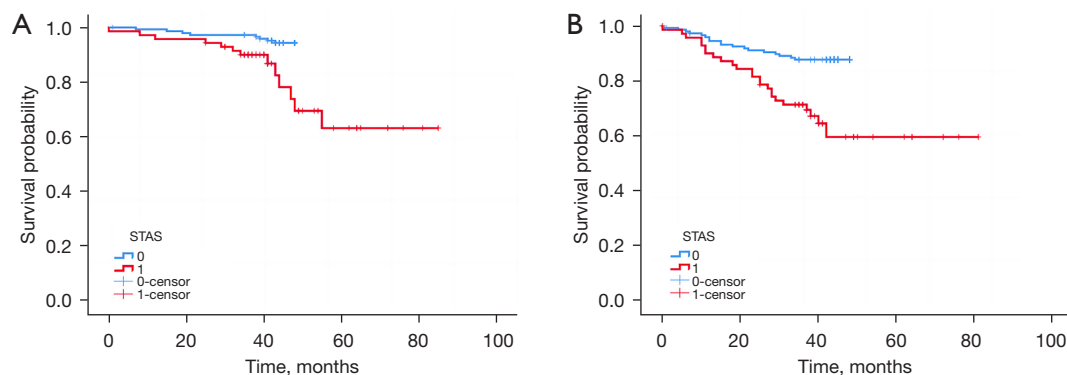 A
Survival probability
1.0
0.8
0.6
0.4
0.2
0.0
STAS
0
1
0-censor
1-censor
0 20 40 60 80 100
Time, months
B
Survival probability
1.0
0.8
0.6
0.4
0.2
0.0
STAS
0
1
0-censor
1-censor
0 20 40 60 80 100
Time, months